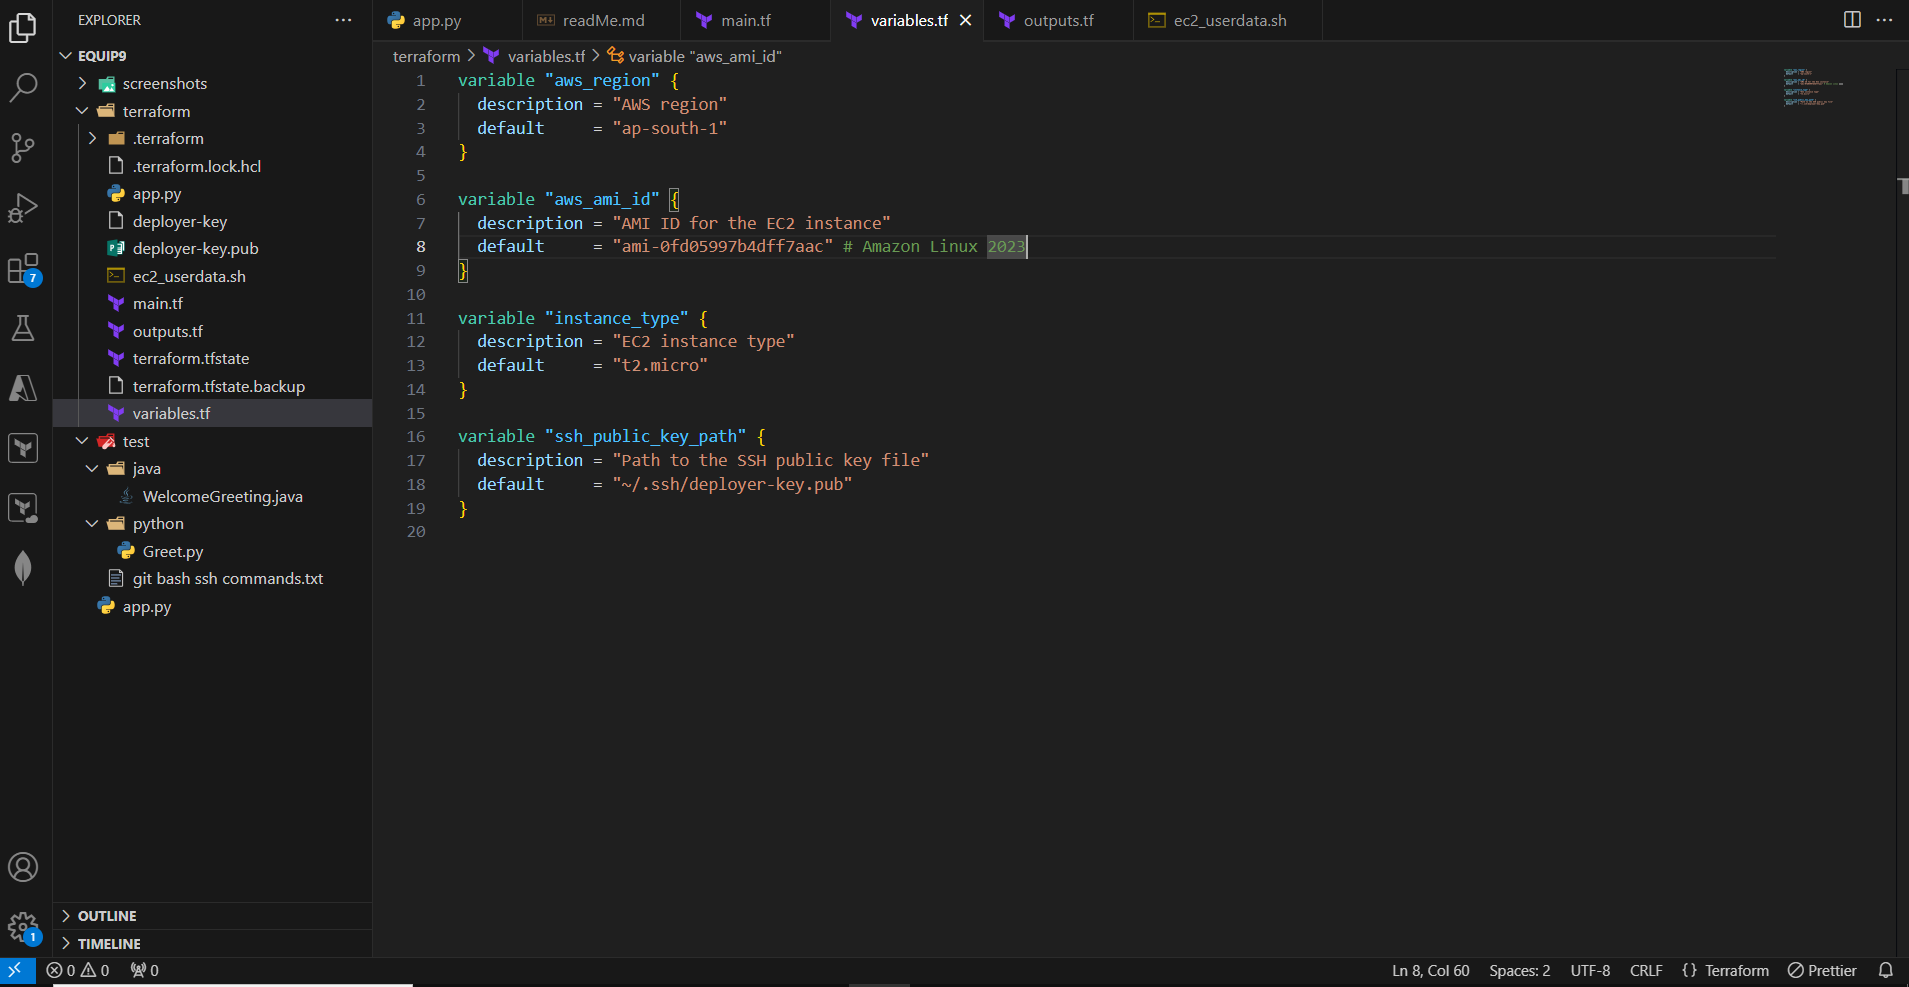 EXPLORER
EQUIP9
screenshots
terraform
.terraform
.terraform.lock.hcl
app.py
deployer-key
deployer-key.pub
ec2_userdata.sh
main.tf
outputs.tf
terraform.tfstate
terraform.tfstate.backup
variables.tf
test
java
WelcomeGreeting.java
python
Greet.py
git bash ssh commands.txt
app.py
OUTLINE
TIMELINE
7
1
app.py readMe.md main.tf variables.tf outputs.tf ec2_userdata.sh
terraform > variables.tf > variable "aws_ami_id"
1 variable "aws_region" {
2 description = "AWS region"
3 default     = "ap-south-1"
4 }
5
6 variable "aws_ami_id" {
7 description = "AMI ID for the EC2 instance"
8 default     = "ami-0fd05997b4dff7aac" # Amazon Linux 2023
9 }
10
11 variable "instance_type" {
12 description = "EC2 instance type"
13 default     = "t2.micro"
14 }
15
16 variable "ssh_public_key_path" {
17 description = "Path to the SSH public key file"
18 default     = "~/.ssh/deployer-key.pub"
19 }
20
0 0 0 Ln 8, Col 60 Spaces: 2 UTF-8 CRLF {} Terraform Prettier